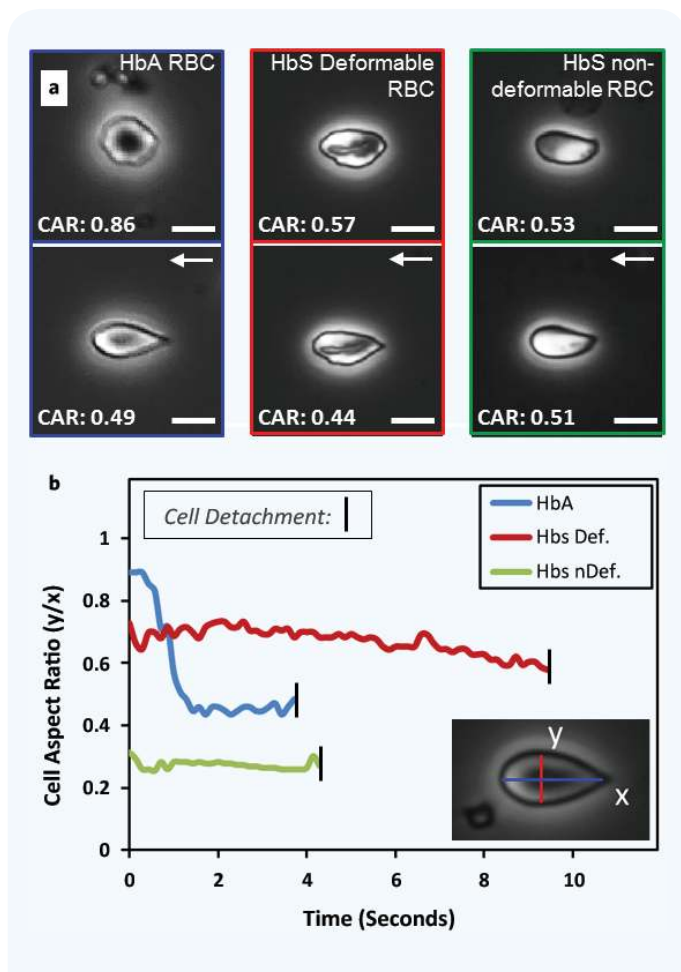 a
HbA RBC
CAR: 0.86
HbS Deformable
RBC
CAR: 0.57
HbS non-
deformable RBC
CAR: 0.53
CAR: 0.49
CAR: 0.44
CAR: 0.51
b
Cell Detachment:
HbA
Hbs Def.
Hbs nDef.
Cell Aspect Ratio (y/x)
1
0.8
0.6
0.4
0.2
0
y
x
0 2 4 6 8 10
Time (Seconds)